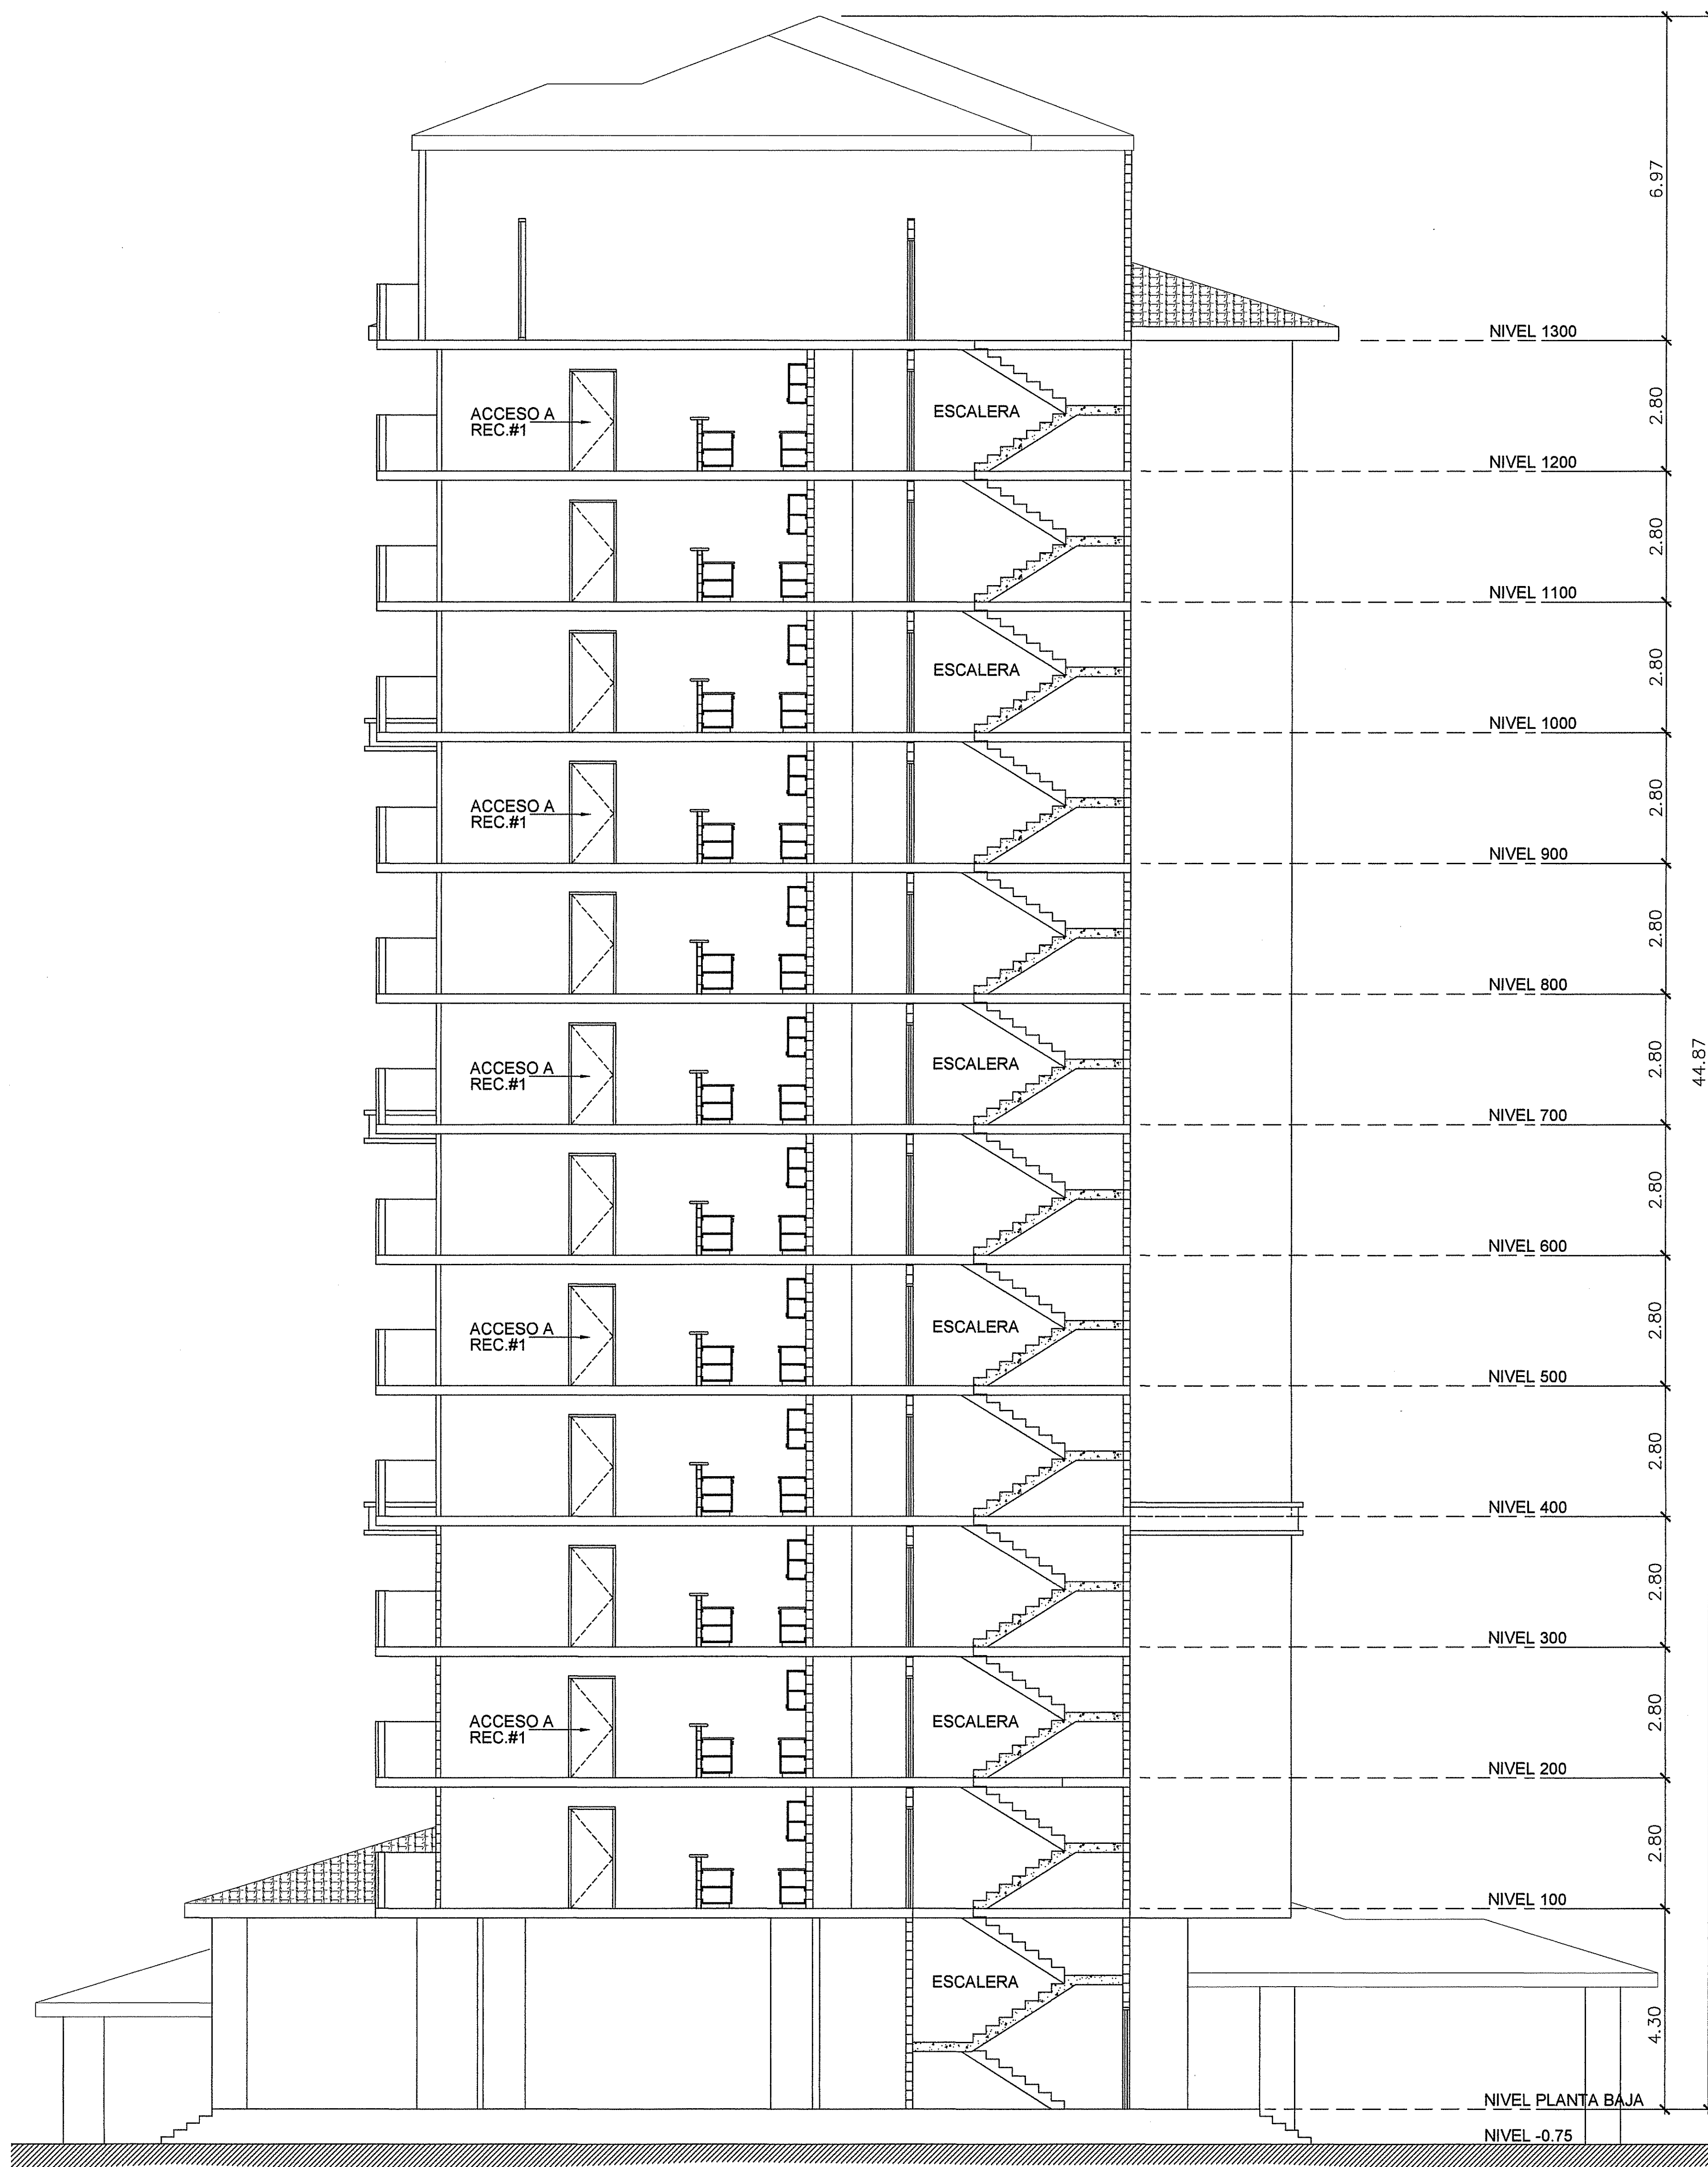 6.97
NIVEL 1300
ACCESO A
REC.#1
ESCALERA
2.80
NIVEL 1200
2.80
NIVEL 1100
ESCALERA
2.80
NIVEL 1000
ACCESO A
REC.#1
2.80
NIVEL 900
2.80
NIVEL 800
ACCESO A
REC.#1
ESCALERA
2.80
44.87
NIVEL 700
2.80
NIVEL 600
ACCESO A
REC.#1
ESCALERA
2.80
NIVEL 500
2.80
NIVEL 400
2.80
NIVEL 300
ACCESO A
REC.#1
ESCALERA
2.80
NIVEL 200
2.80
NIVEL 100
ESCALERA
4.30
NIVEL PLANTA BAJA
NIVEL -0.75